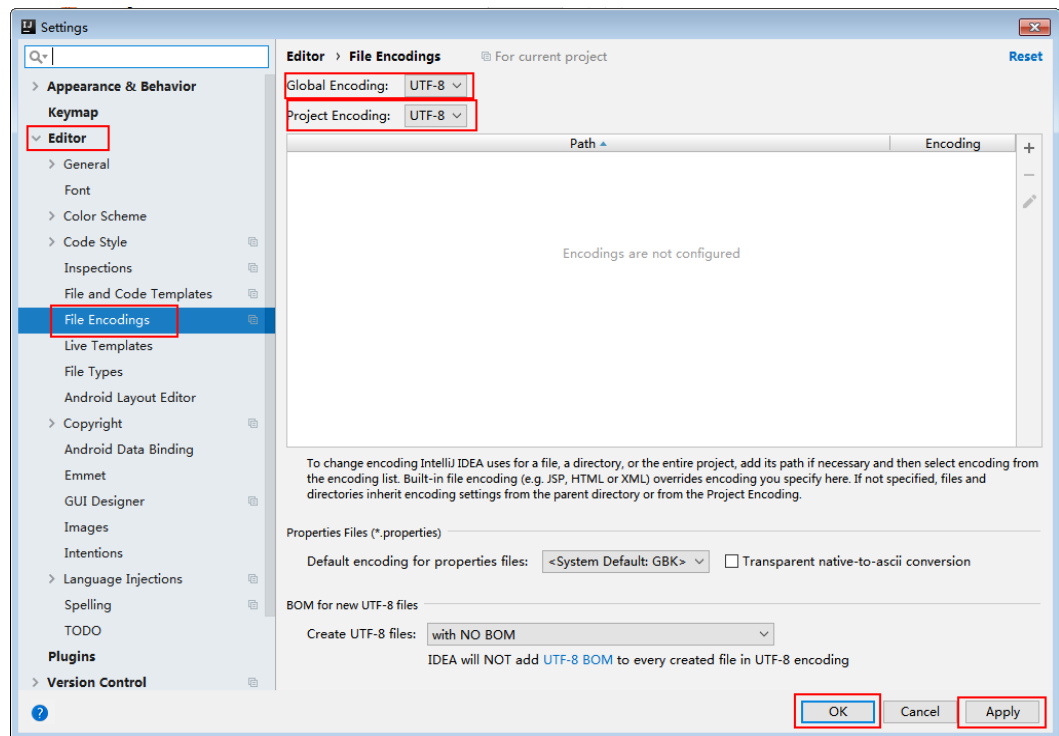 Settings
Editor › File Encodings For current project Reset
Global Encoding: UTF-8
Project Encoding: UTF-8
Path Encoding
Encodings are not configured
To change encoding IntelliJ IDEA uses for a file, a directory, or the entire project, add its path if necessary and then select encoding from
the encoding list. Built-in file encoding (e.g. JSP, HTML or XML) overrides encoding you specify here. If not specified, files and
directories inherit encoding settings from the parent directory or from the Project Encoding.
Properties Files (*.properties)
Default encoding for properties files: <System Default: GBK> Transparent native-to-ascii conversion
BOM for new UTF-8 files
Create UTF-8 files: with NO BOM
IDEA will NOT add UTF-8 BOM to every created file in UTF-8 encoding
Appearance & Behavior
Keymap
Editor
General
Font
Color Scheme
Code Style
Inspections
File and Code Templates
File Encodings
Live Templates
File Types
Android Layout Editor
Copyright
Android Data Binding
Emmet
GUI Designer
Images
Intentions
Language Injections
Spelling
TODO
Plugins
Version Control
OK Cancel Apply